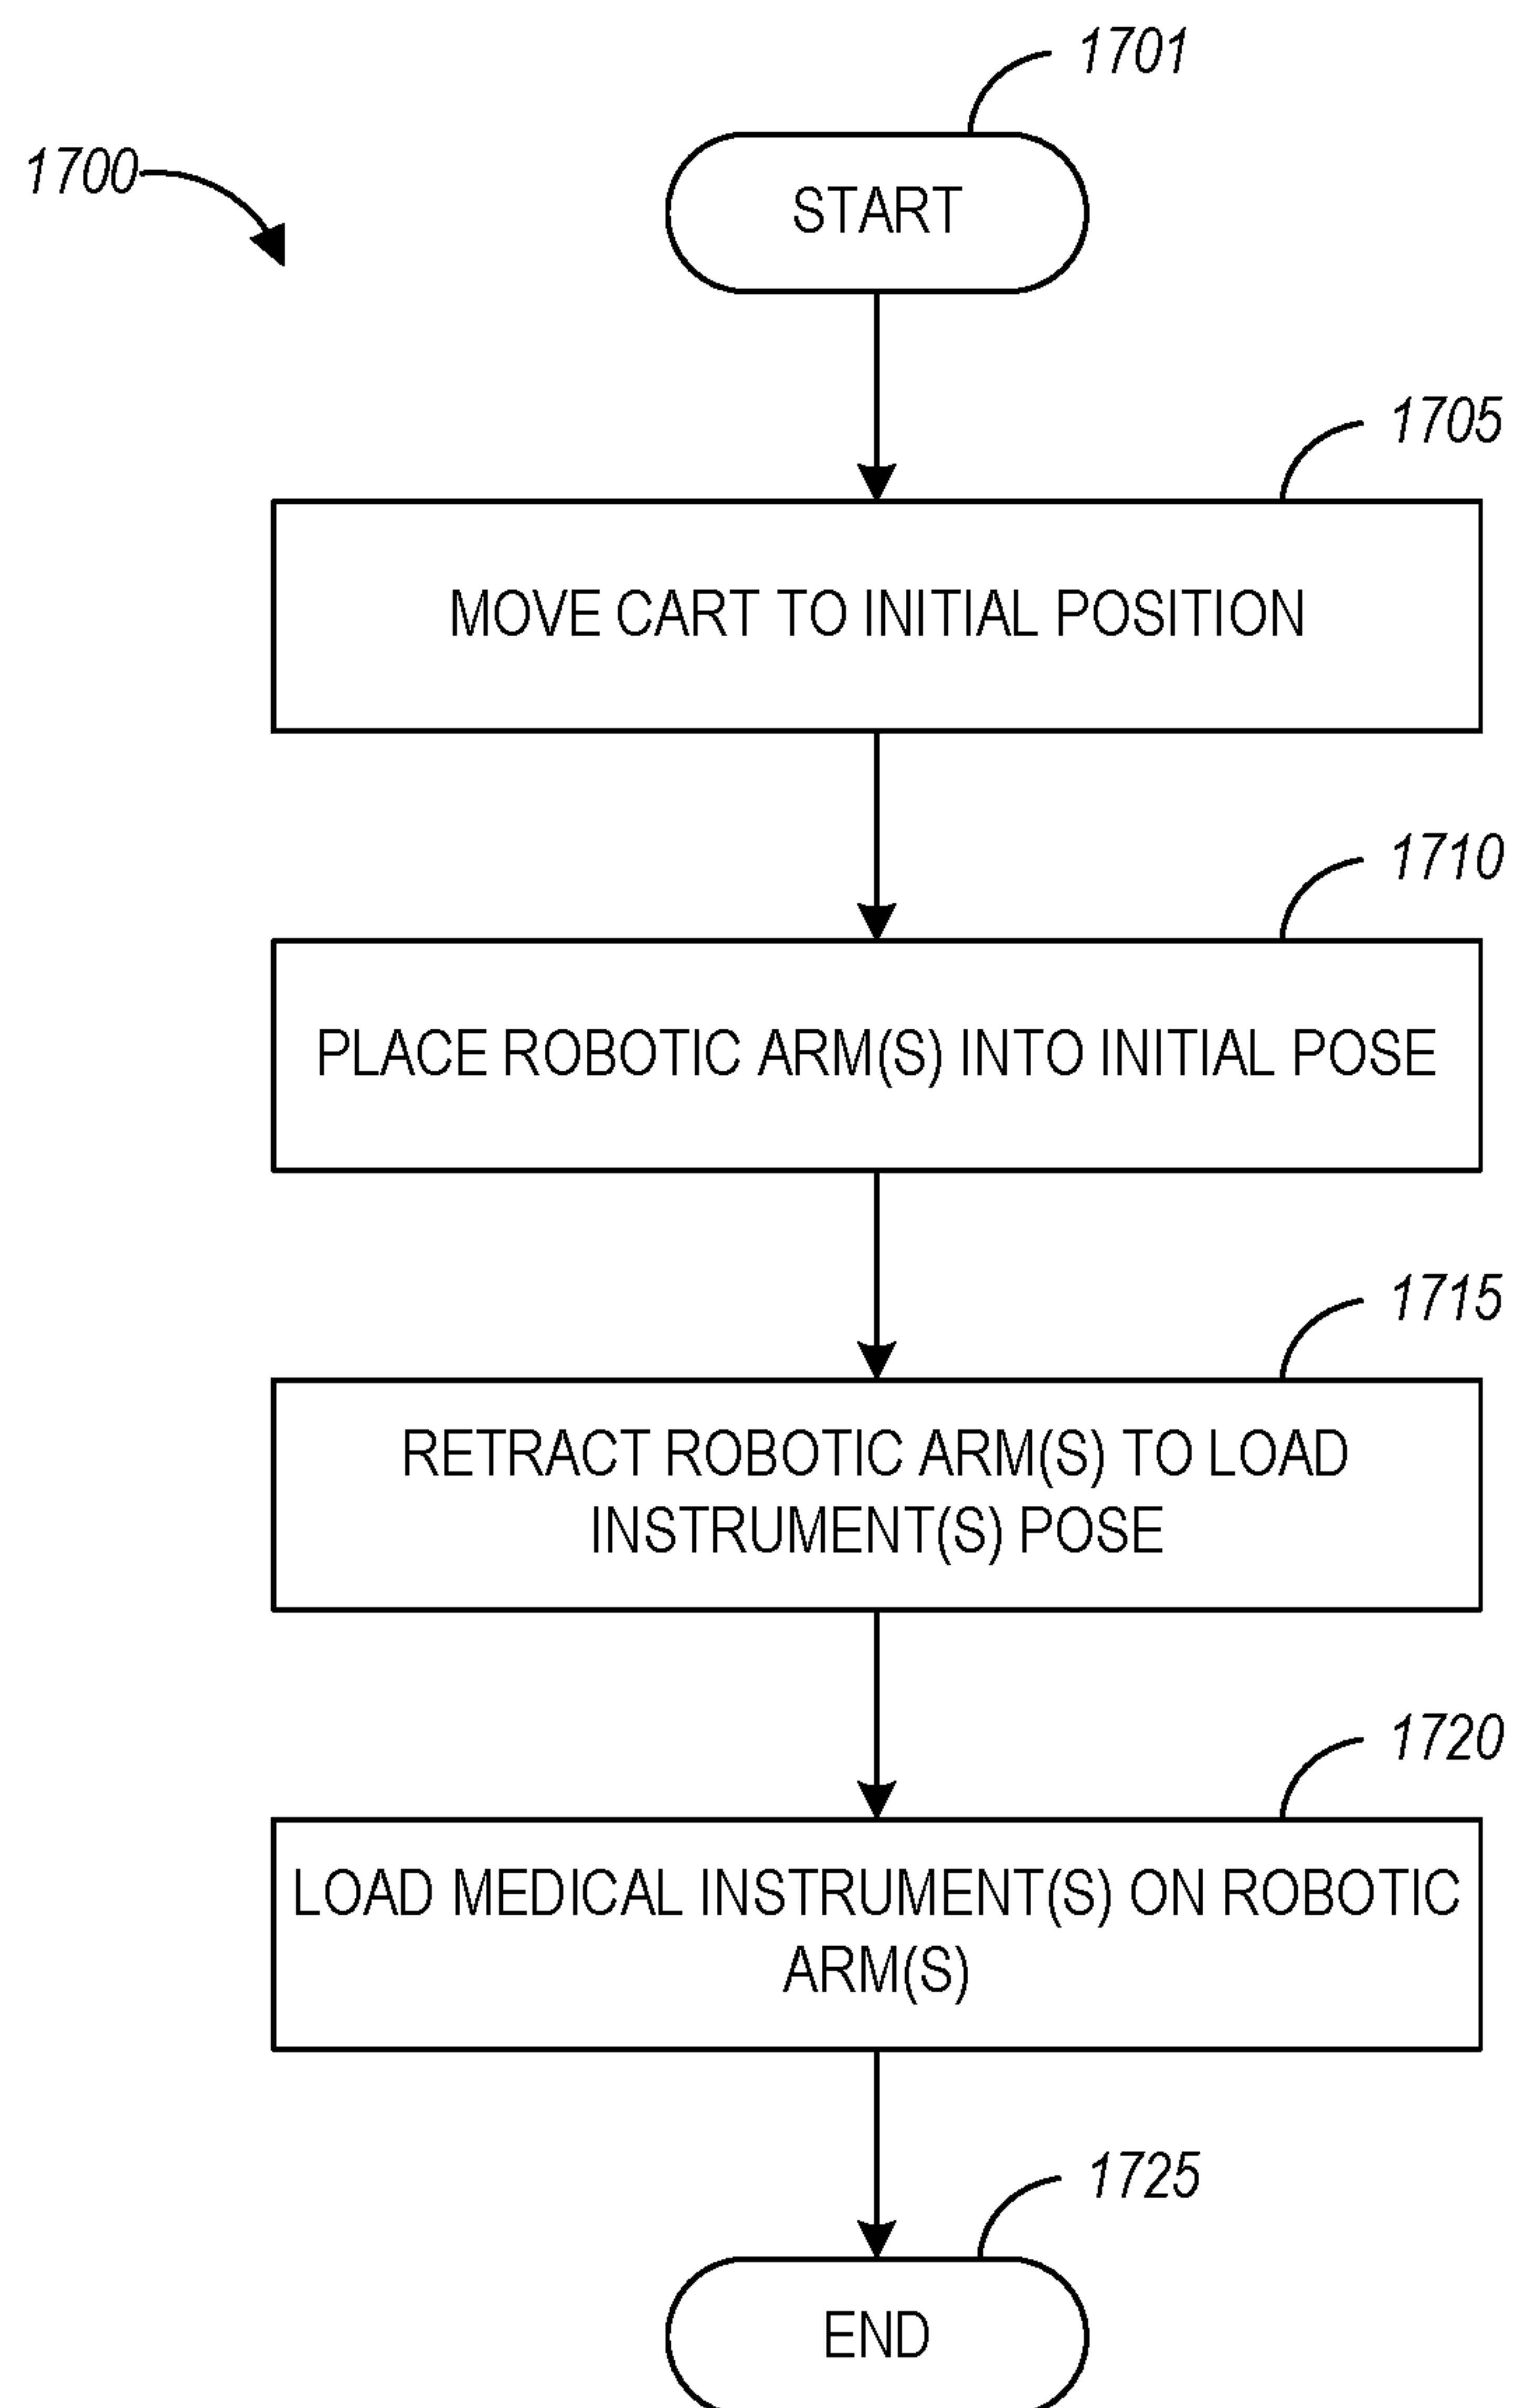 1701
1700
START
1705
MOVE CART TO INITIAL POSITION
1710
PLACE ROBOTIC ARM(S) INTO INITIAL POSE
1715
RETRACT ROBOTIC ARM(S) TO LOAD
INSTRUMENT(S) POSE
1720
LOAD MEDICAL INSTRUMENT(S) ON ROBOTIC
ARM(S)
1725
END